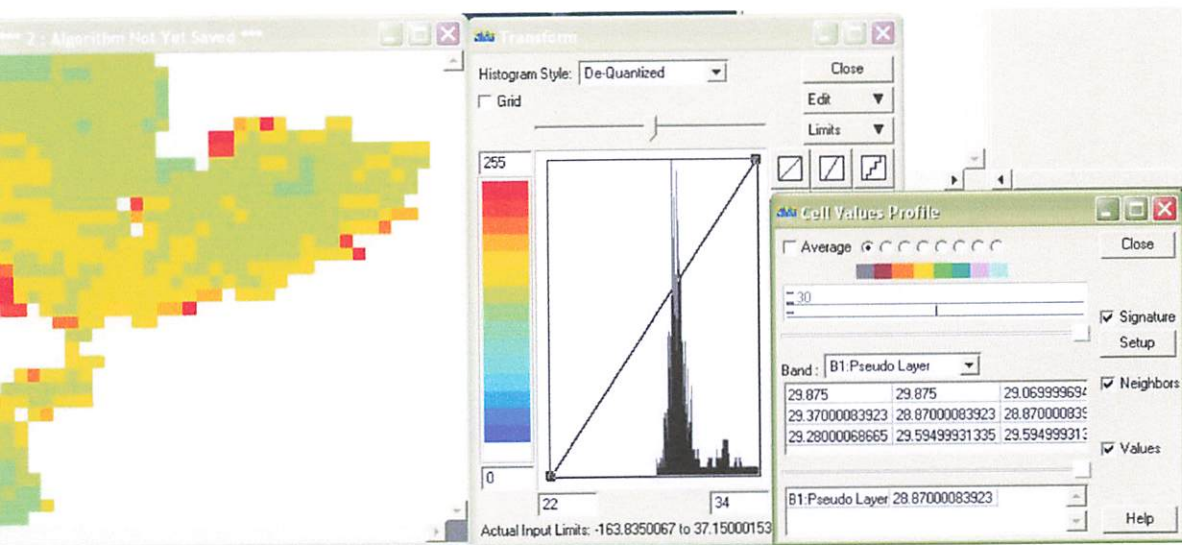 *** 2 : Algorithm Not Yet Saved ***
Transform
Histogram Style: De-Quantized
Close
Grid
Edit
Limits
255
0
22
34
Actual Input Limits: -163.8350067 to 37.15000153
Cell Values Profile
Average
Close
30
Signature
Setup
Band : B1:Pseudo Layer
Neighbors
29.875 29.875 29.069999694
29.37000083923 28.87000083923 28.870000839
29.28000068665 29.59499931335 29.594999313
Values
B1:Pseudo Layer 28.87000083923
Help